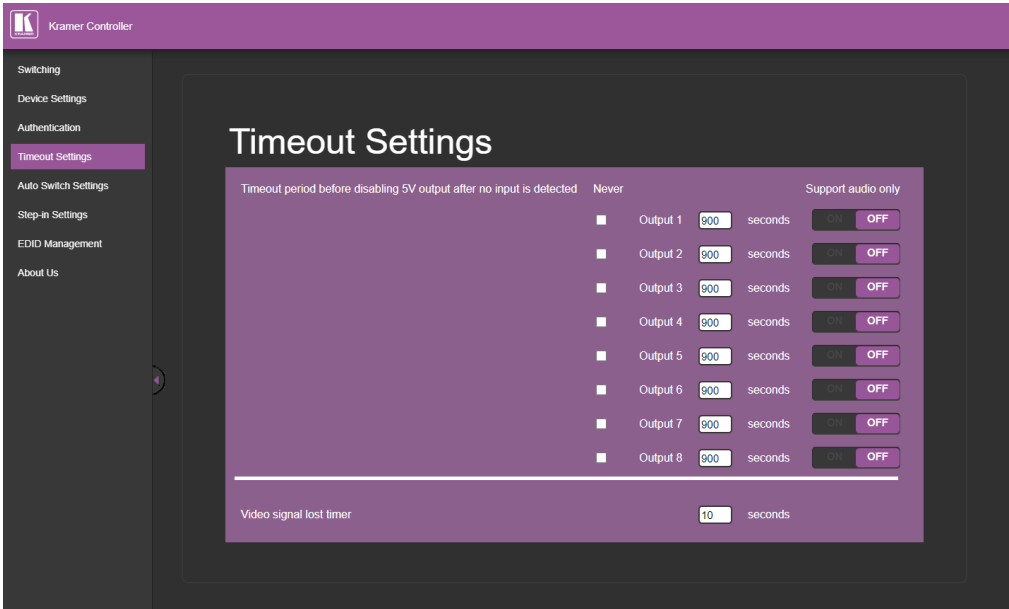 KRAMER
Kramer Controller
Switching
Device Settings
Authentication
Timeout Settings
Auto Switch Settings
Step-in Settings
EDID Management
About Us
Timeout Settings
Timeout period before disabling 5V output after no input is detected Never Support audio only
Output 1 900 seconds ON OFF
Output 2 900 seconds ON OFF
Output 3 900 seconds ON OFF
Output 4 900 seconds ON OFF
Output 5 900 seconds ON OFF
Output 6 900 seconds ON OFF
Output 7 900 seconds ON OFF
Output 8 900 seconds ON OFF
Video signal lost timer 10 seconds